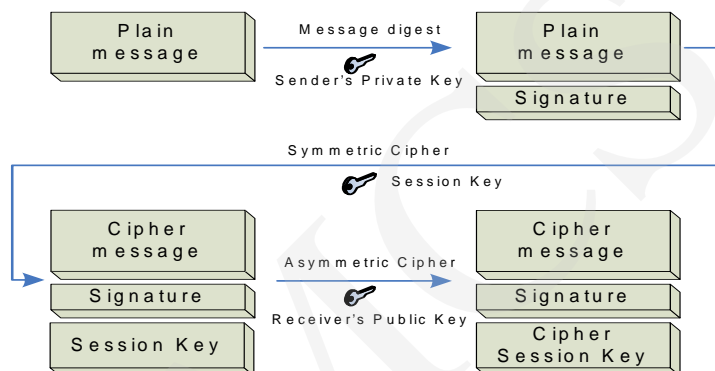 Plain
message
Message digest
Sender's Private Key
Plain
message
Signature
Symmetric Cipher
Session Key
Cipher
message
Signature
Session Key
Asymmetric Cipher
Receiver's Public Key
Cipher
message
Signature
Cipher
Session Key